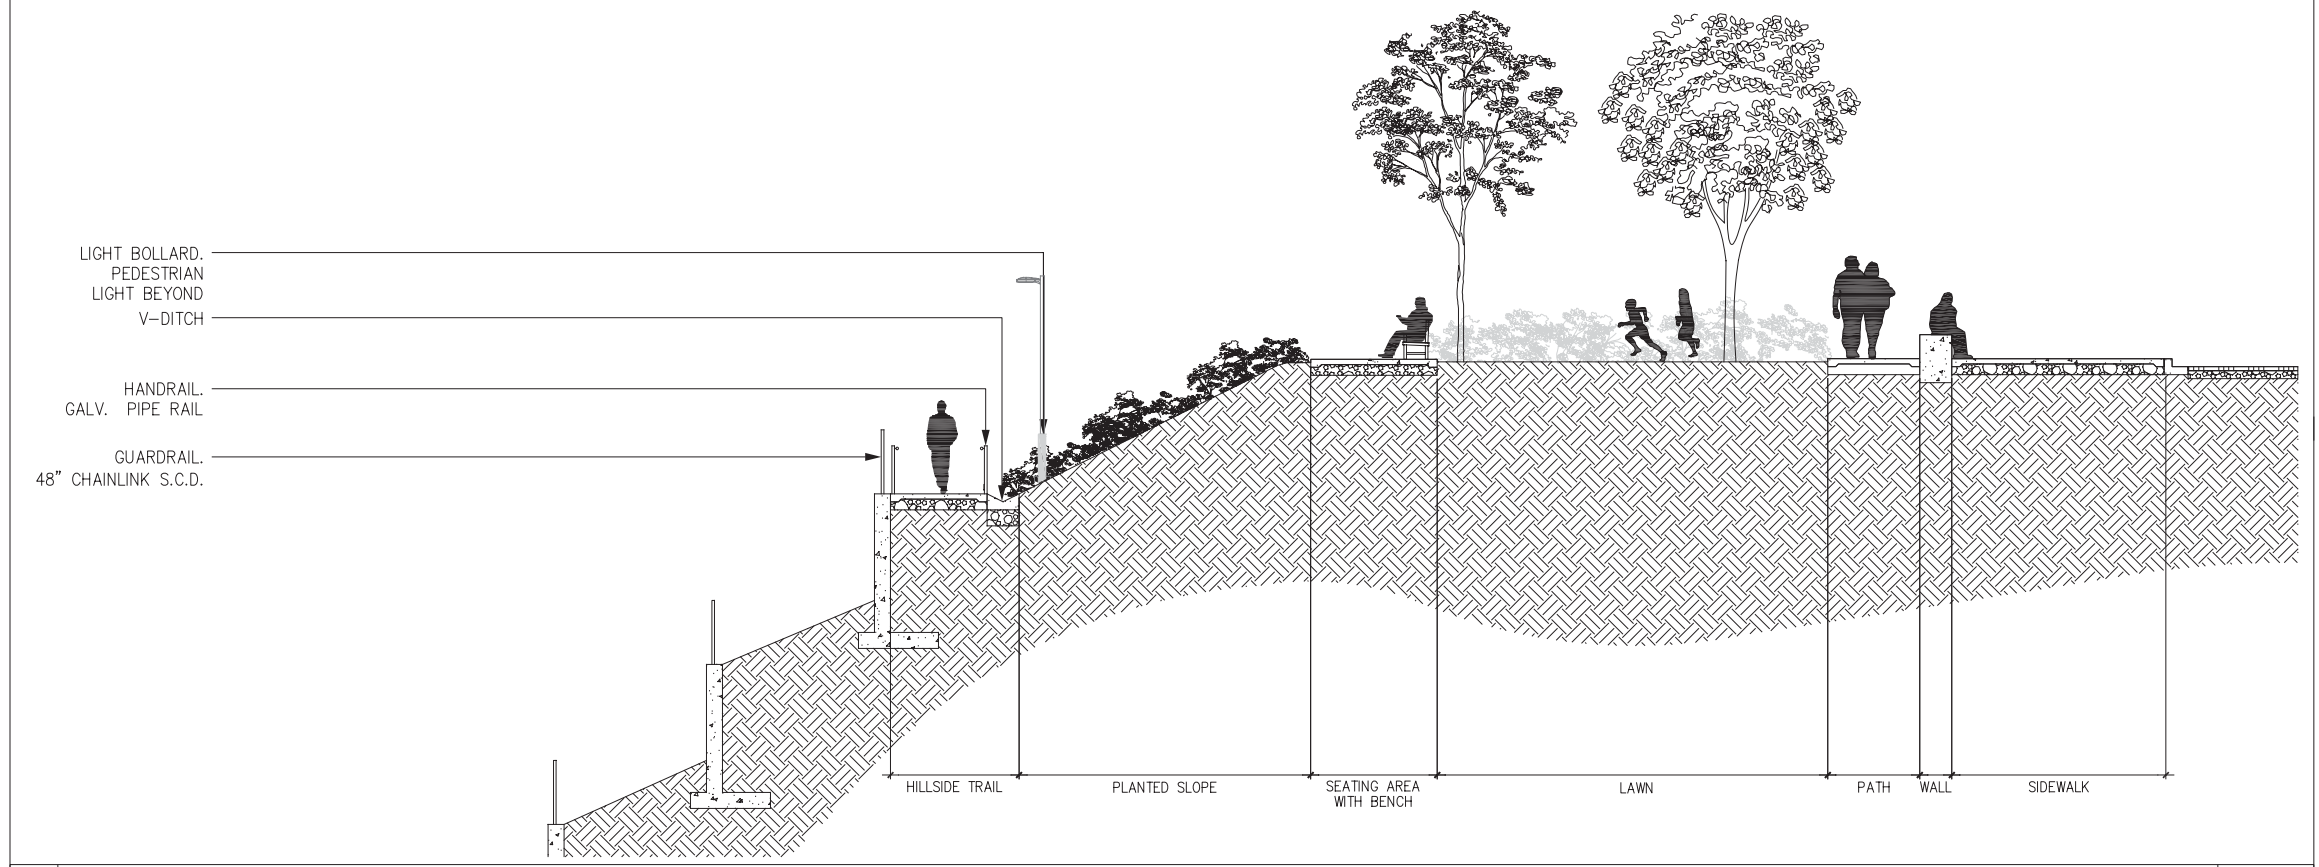 LIGHT BOLLARD.
PEDESTRIAN
LIGHT BEYOND
V-DITCH
HANDRAIL.
GALV. PIPE RAIL
GUARDRAIL.
48" CHAINLINK S.C.D.
HILLSIDE TRAIL
PLANTED SLOPE
SEATING AREA
WITH BENCH
LAWN
PATH
WALL
SIDEWALK